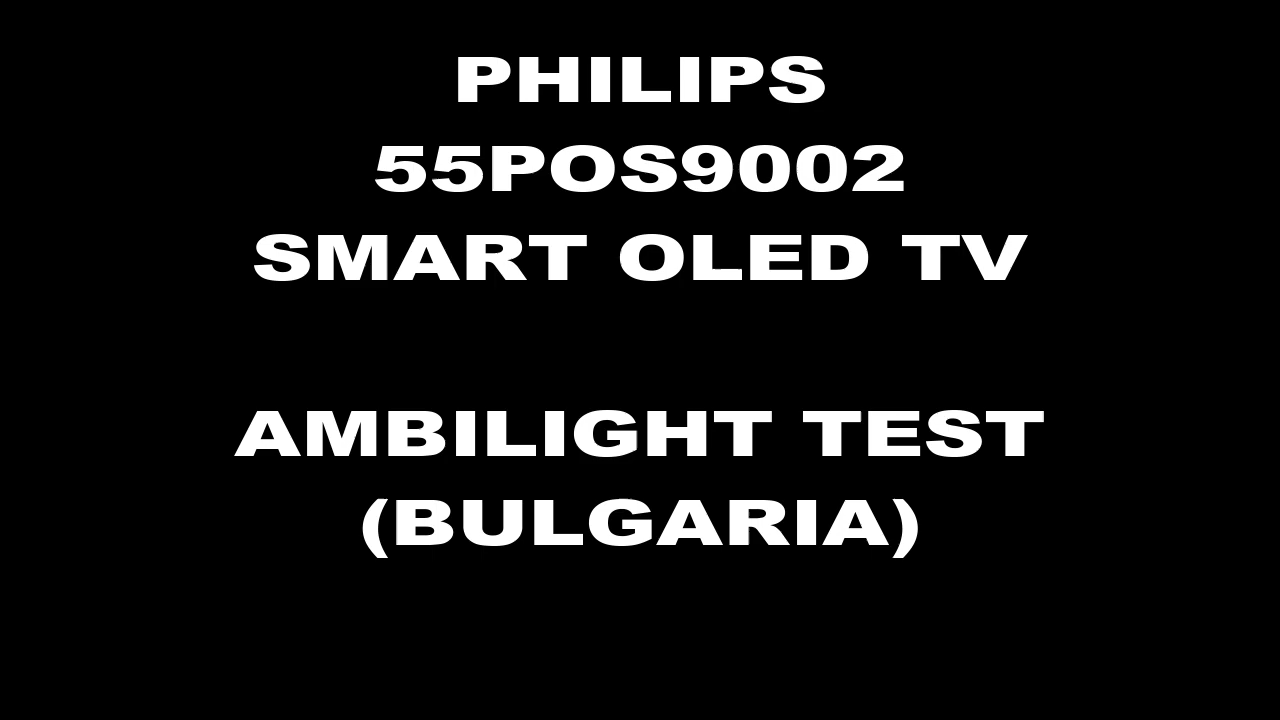 PHILIPS
55POS9002
SMART OLED TV
AMBILIGHT TEST
(BULGARIA)